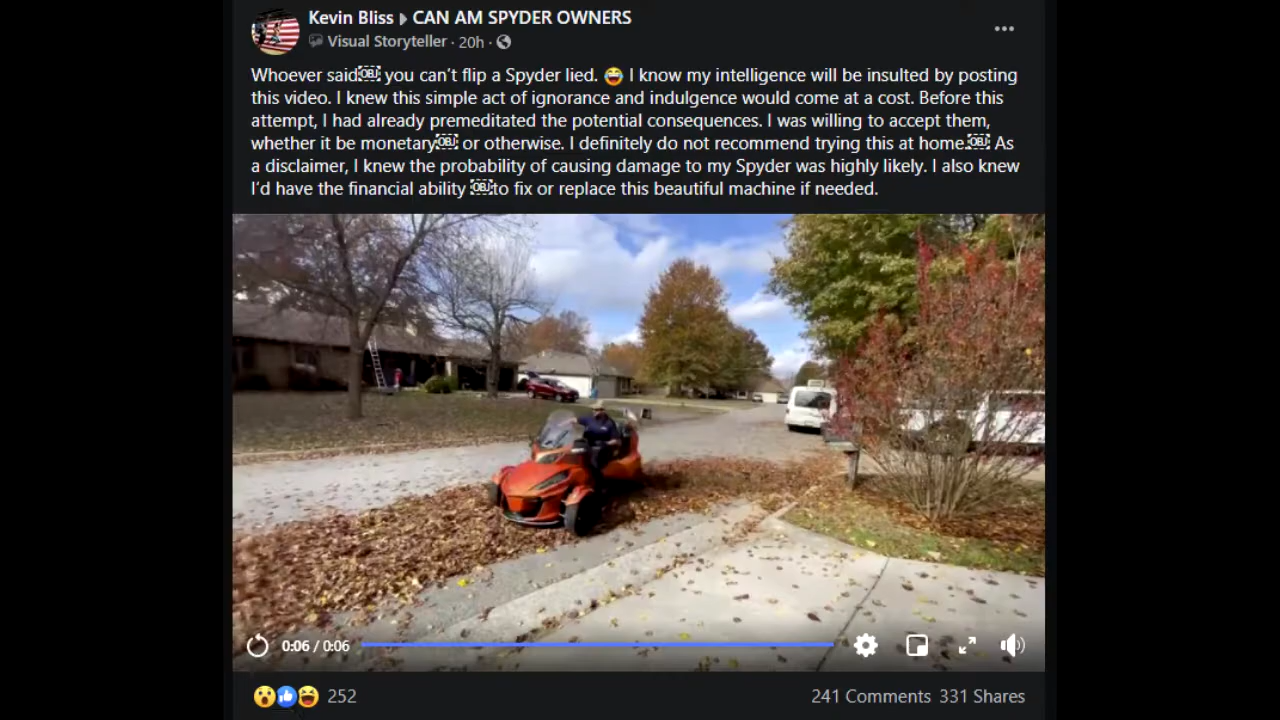 Kevin Bliss ▸ CAN AM SPYDER OWNERS
Visual Storyteller · 20h ·
Whoever said￼ you can’t flip a Spyder lied. 😂 I know my intelligence will be insulted by posting
this video. I knew this simple act of ignorance and indulgence would come at a cost. Before this
attempt, I had already premeditated the potential consequences. I was willing to accept them,
whether it be monetary￼ or otherwise. I definitely do not recommend trying this at home.￼ As
a disclaimer, I knew the probability of causing damage to my Spyder was highly likely. I also knew
I’d have the financial ability ￼to fix or replace this beautiful machine if needed.
0:06 / 0:06
252
241 Comments 331 Shares